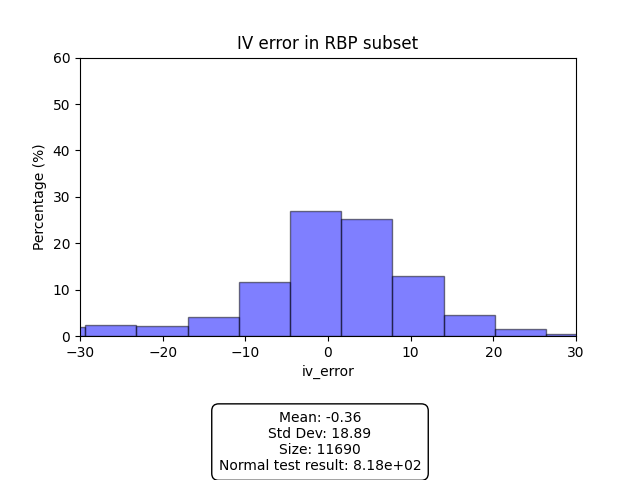 IV error in RBP subset
60
50
40
30
20
10
0
Percentage (%)
−30
−20
−10
0
10
20
30
iv_error
Mean: -0.36
Std Dev: 18.89
Size: 11690
Normal test result: 8.18e+02